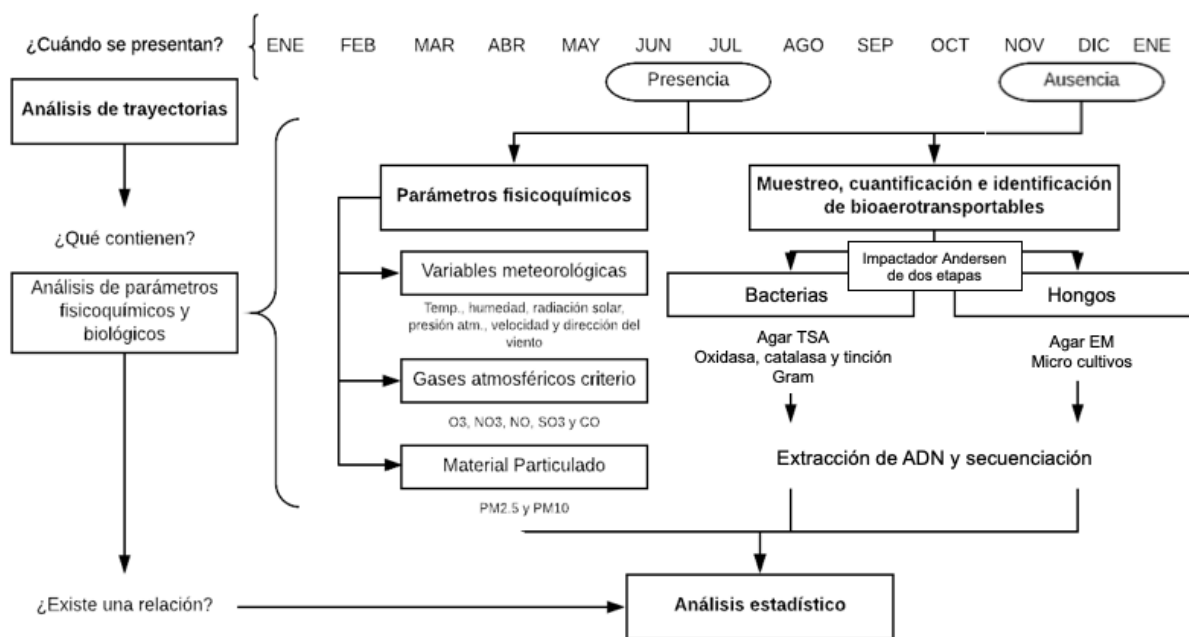 ¿Cuándo se presentan?
ENE FEB MAR ABR MAY JUN JUL AGO SEP OCT NOV DIC ENE
Presencia
Ausencia
Análisis de trayectorias
¿Qué contienen?
Análisis de parámetros
fisicoquímicos y
biológicos
¿Existe una relación?
Parámetros fisicoquímicos
Variables meteorológicas
Temp., humedad, radiación solar,
presión atm., velocidad y dirección del
viento
Gases atmosféricos criterio
O3, NO3, NO, SO3 y CO
Material Particulado
PM2.5 y PM10
Muestreo, cuantificación e identificación
de bioaerotransportables
Impactador Andersen
de dos etapas
Bacterias
Hongos
Agar TSA
Oxidasa, catalasa y tinción
Gram
Agar EM
Micro cultivos
Extracción de ADN y secuenciación
Análisis estadístico